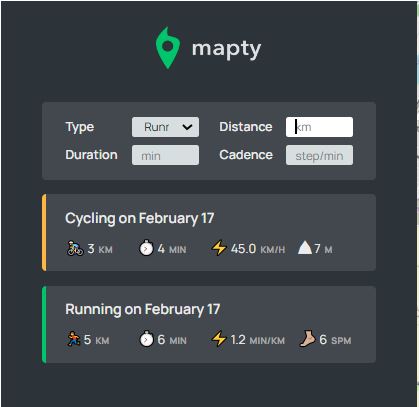 mapty
Type Runr Distance km
Duration min Cadence step/min
Cycling on February 17
3 KM 4 MIN 45.0 KM/H 7 M
Running on February 17
5 KM 6 MIN 1.2 MIN/KM 6 SPM